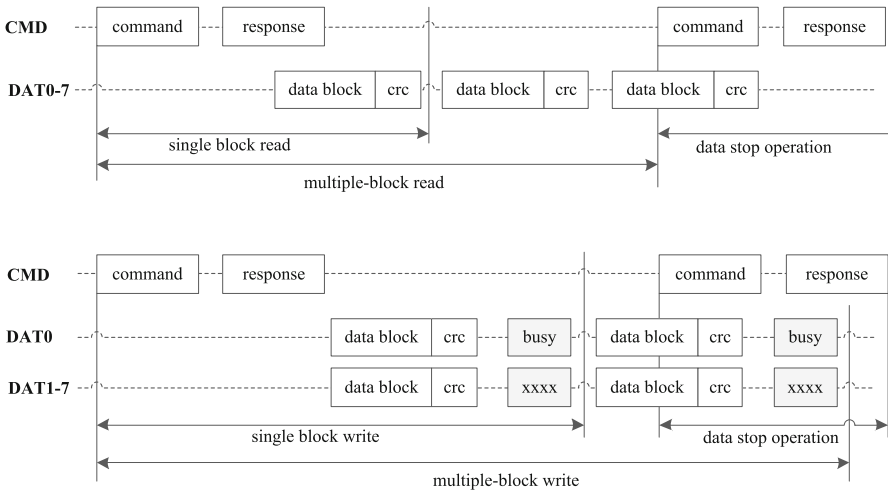 CMD command response command response
DAT0-7 data block crc data block crc data block crc
single block read data stop operation
multiple-block read
CMD command response command response
DAT0 data block crc busy data block crc busy
DAT1-7 data block crc xxxx data block crc xxxx
single block write data stop operation
multiple-block write